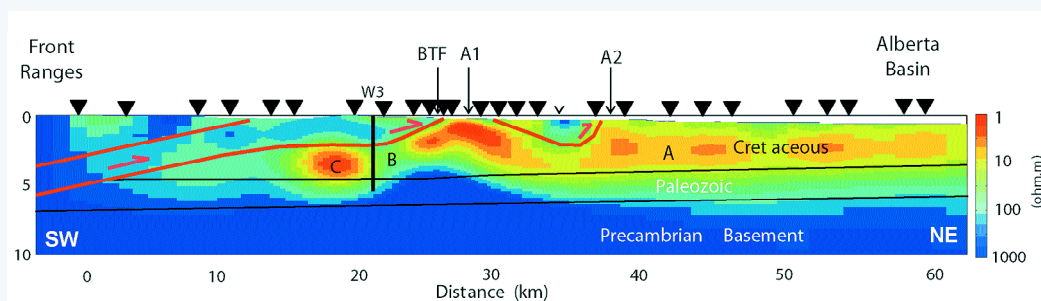 Front
Ranges
BTF
A1
A2
Alberta
Basin
W3
0
5
10
B
C
A
Cret aceous
Paleozoic
SW
Precambrian Basement
NE
1
10
100
1000
(ohm.m)
0 10 20 30 40 50 60
Distance (km)